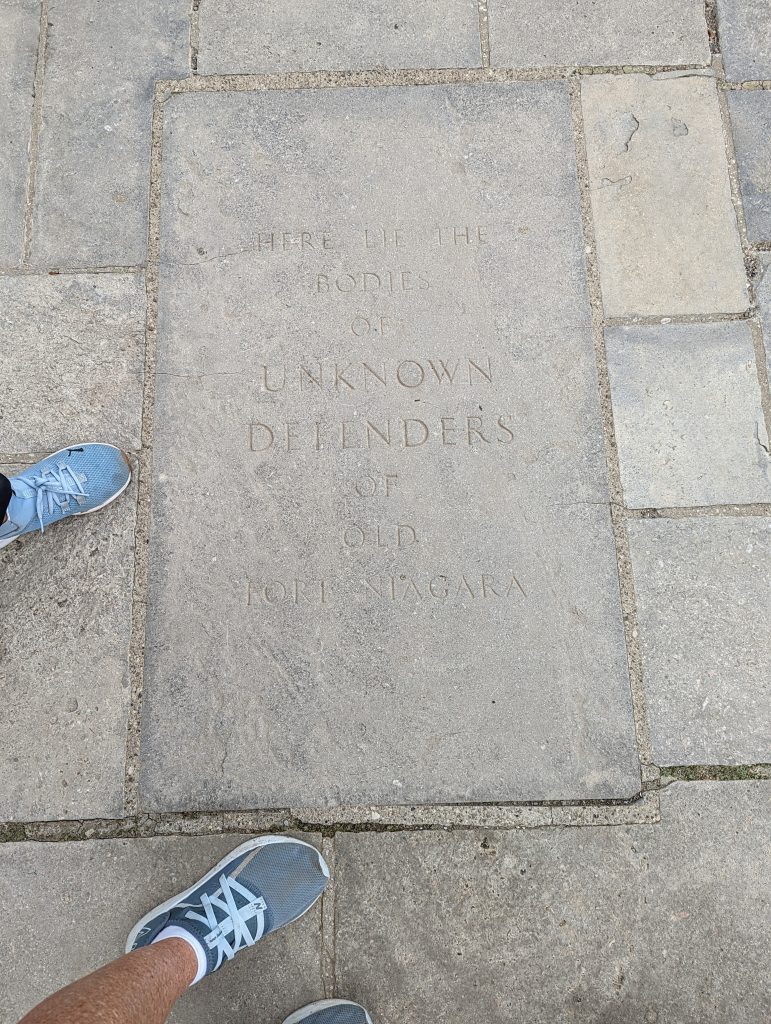 HERE LIE THE
BODIES
OF
UNKNOWN
DEFENDERS
OF
OLD
FORT NIAGARA